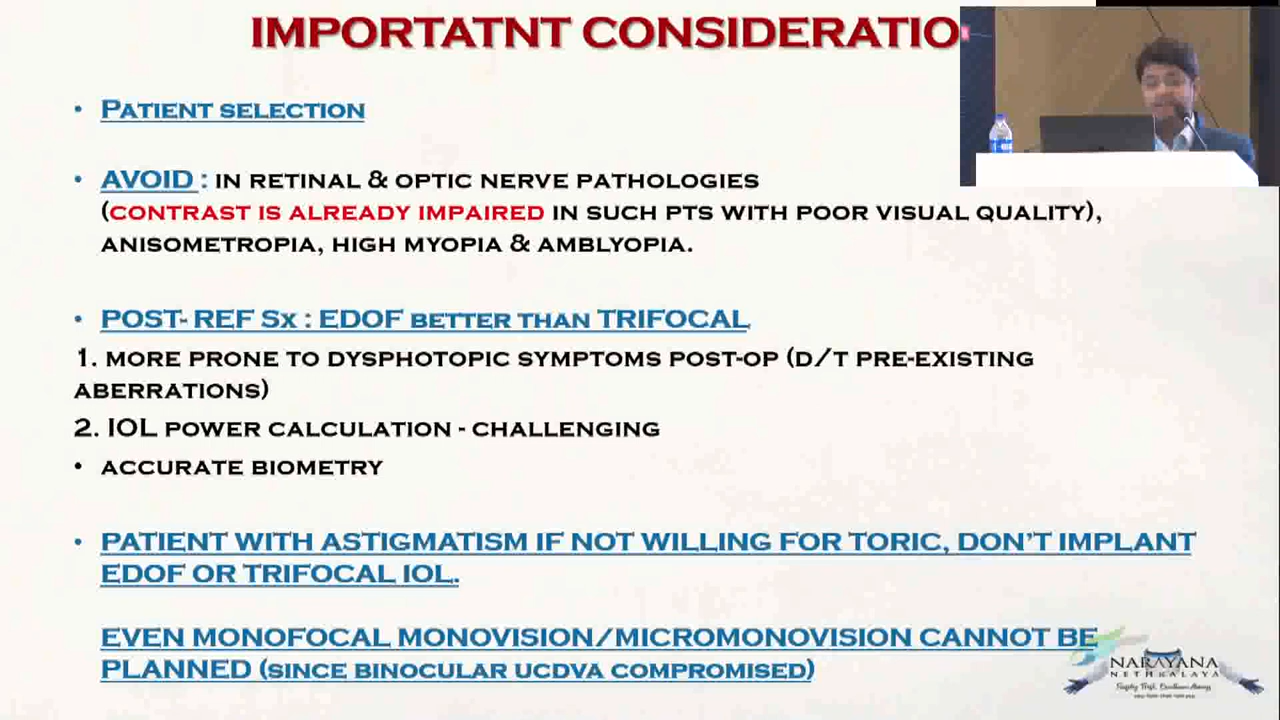 IMPORTATNT CONSIDERATIO
• PATIENT SELECTION
• AVOID : IN RETINAL & OPTIC NERVE PATHOLOGIES
(CONTRAST IS ALREADY IMPAIRED IN SUCH PTS WITH POOR VISUAL QUALITY),
ANISOMETROPIA, HIGH MYOPIA & AMBLYOPIA.
• POST- REF Sx : EDOF BETTER THAN TRIFOCAL
1. MORE PRONE TO DYSPHOTOPIC SYMPTOMS POST-OP (D/T PRE-EXISTING
ABERRATIONS)
2. IOL POWER CALCULATION - CHALLENGING
• ACCURATE BIOMETRY
• PATIENT WITH ASTIGMATISM IF NOT WILLING FOR TORIC, DON'T IMPLANT
EDOF OR TRIFOCAL IOL.
EVEN MONOFOCAL MONOVISION/MICROMONOVISION CANNOT BE
PLANNED (SINCE BINOCULAR UCDVA COMPROMISED)
NARAYANA
NETHRALAYA